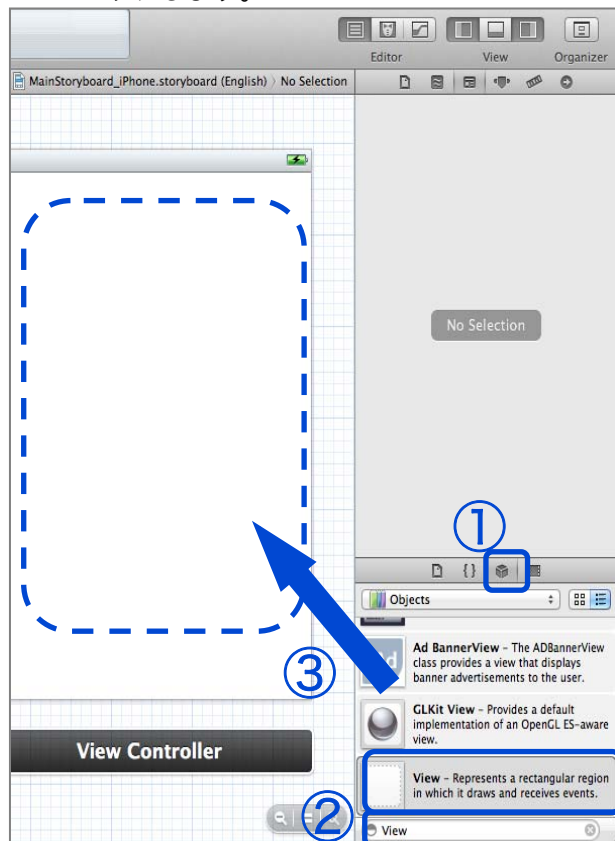 Editor
View
Organizer
MainStoryboard_iPhone.storyboard (English) › No Selection
No Selection
①
{ }
Objects
Ad BannerView – The ADBannerView
class provides a view that displays
banner advertisements to the user.
③
GLKit View – Provides a default
implementation of an OpenGL ES-aware
view.
View Controller
View – Represents a rectangular region
in which it draws and receives events.
②
View